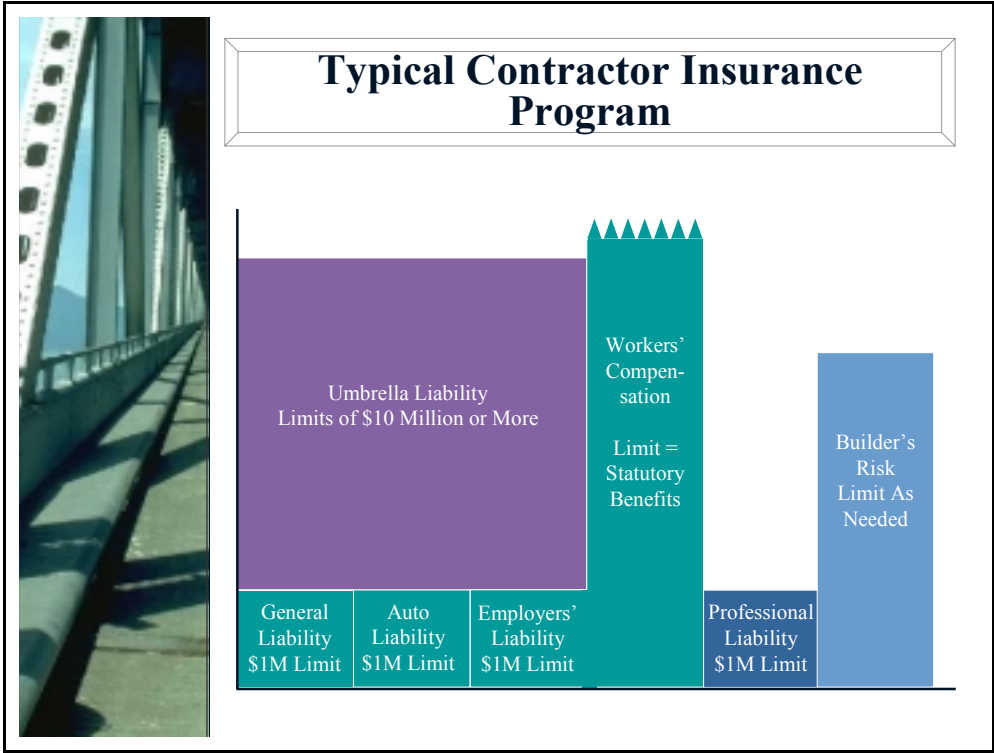 Typical Contractor Insurance
Program
Umbrella Liability
Limits of $10 Million or More
Workers’
Compen-
sation
Limit =
Statutory
Benefits
Builder’s
Risk
Limit As
Needed
General
Liability
$1M Limit
Auto
Liability
$1M Limit
Employers’
Liability
$1M Limit
Professional
Liability
$1M Limit